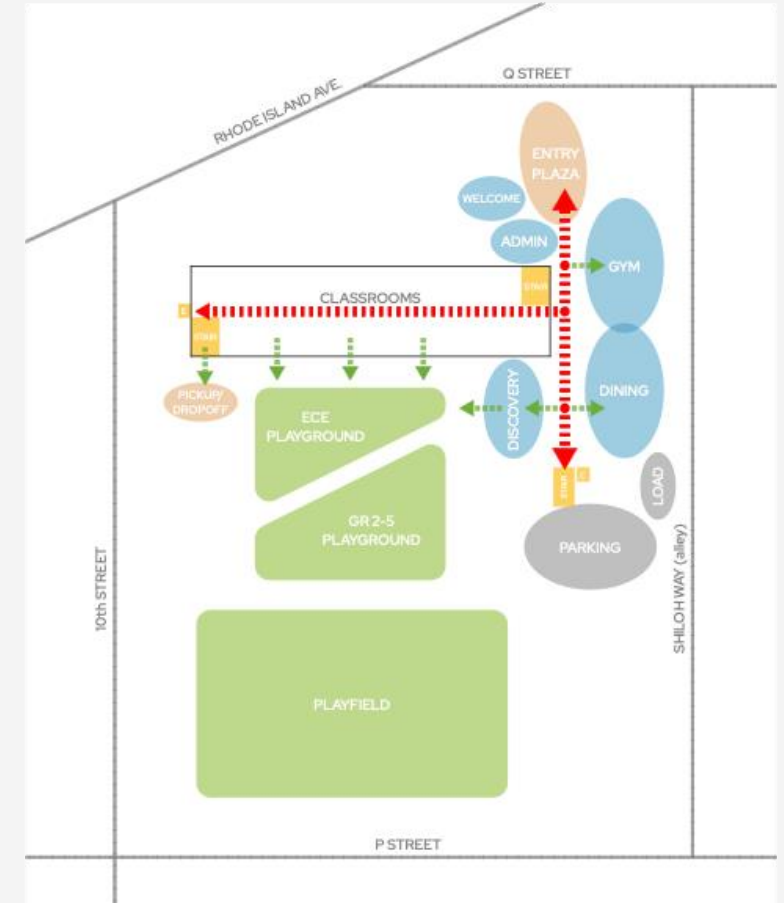 Q STREET
RHODE ISLAND AVE.
ENTRY
PLAZA
WELCOME
ADMIN
GYM
STAIR
CLASSROOMS
E
STAIR
PICKUP/
DROPOFF
ECE
PLAYGROUND
DISCOVERY
DINING
STAIR
LOAD
GR 2-5
PLAYGROUND
PARKING
10th STREET
SHILOH WAY (alley)
PLAYFIELD
P STREET